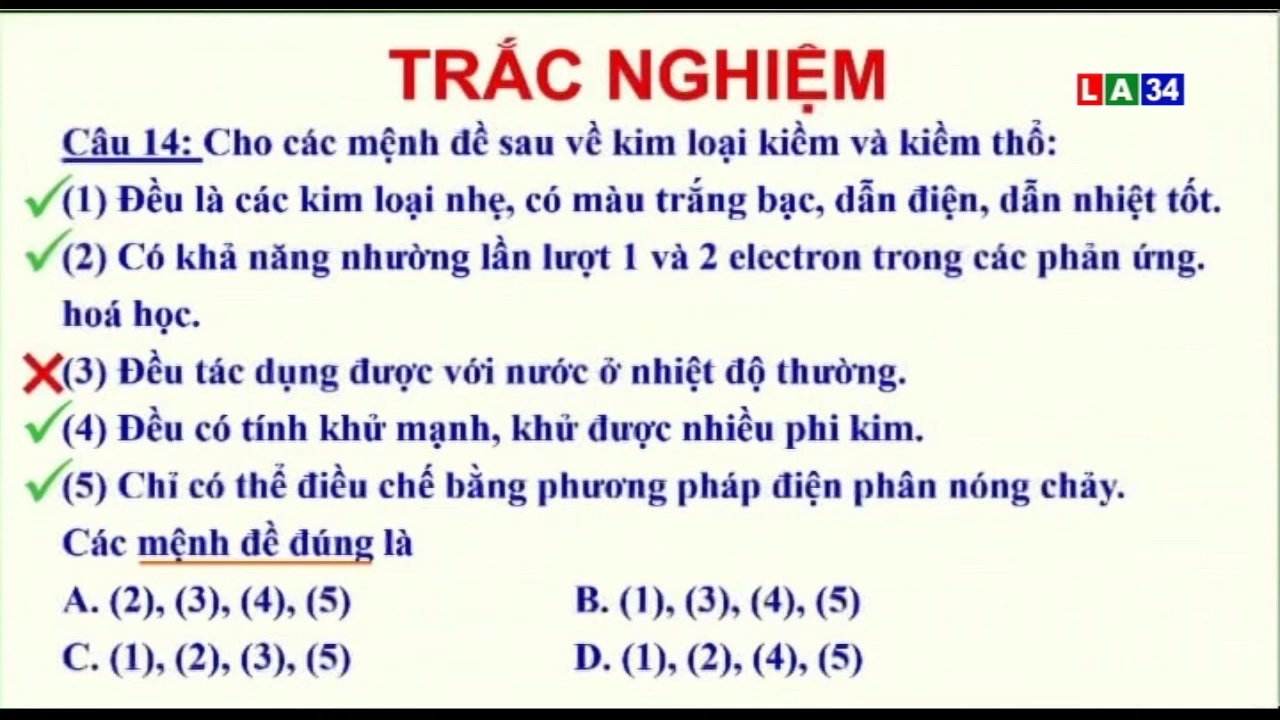 TRẮC NGHIỆM
LA34
Câu 14: Cho các mệnh đề sau về kim loại kiềm và kiềm thổ:
(1) Đều là các kim loại nhẹ, có màu trắng bạc, dẫn điện, dẫn nhiệt tốt.
(2) Có khả năng nhường lần lượt 1 và 2 electron trong các phản ứng.
hoá học.
(3) Đều tác dụng được với nước ở nhiệt độ thường.
(4) Đều có tính khử mạnh, khử được nhiều phi kim.
(5) Chỉ có thể điều chế bằng phương pháp điện phân nóng chảy.
Các mệnh đề đúng là
A. (2), (3), (4), (5) B. (1), (3), (4), (5)
C. (1), (2), (3), (5) D. (1), (2), (4), (5)